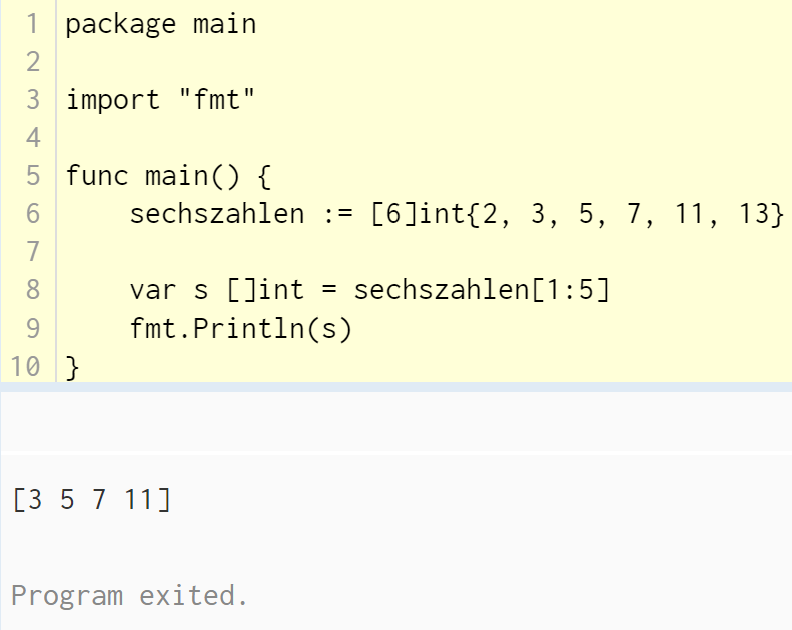 1 package main
2
3 import "fmt"
4
5 func main() {
6     sechszahlen := [6]int{2, 3, 5, 7, 11, 13}
7
8     var s []int = sechszahlen[1:5]
9     fmt.Println(s)
10 }
[3 5 7 11]
Program exited.